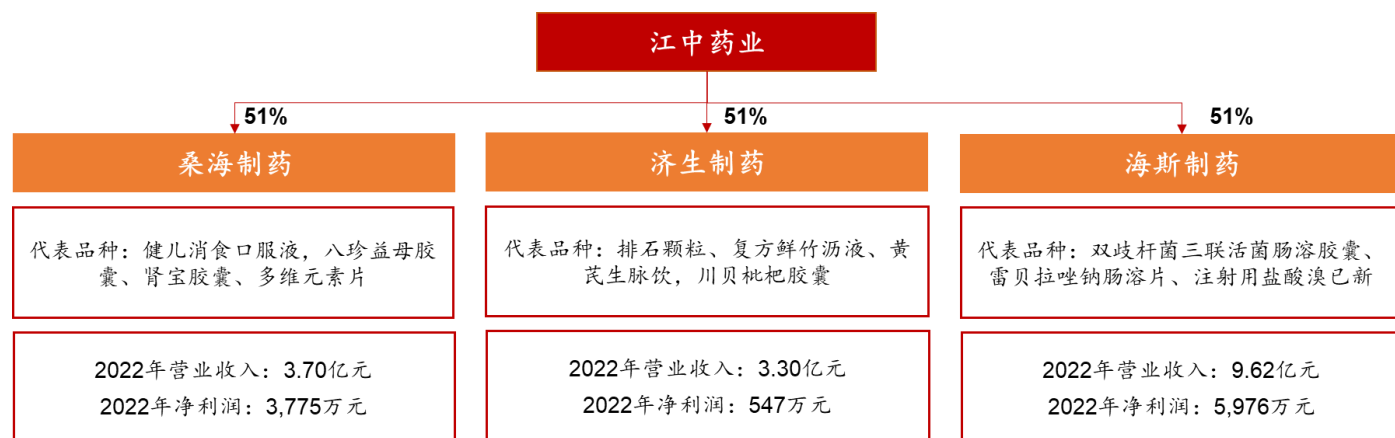 江中药业
51%
51%
51%
桑海制药
济生制药
海斯制药
代表品种：健儿消食口服液，八珍益母胶
囊、肾宝胶囊、多维元素片
代表品种：排石颗粒、复方鲜竹沥液、黄
芪生脉饮，川贝枇杷胶囊
代表品种：双歧杆菌三联活菌肠溶胶囊、
雷贝拉唑钠肠溶片、注射用盐酸溴已新
2022年营业收入：3.70亿元
2022年净利润：3,775万元
2022年营业收入：3.30亿元
2022年净利润：547万元
2022年营业收入：9.62亿元
2022年净利润：5,976万元